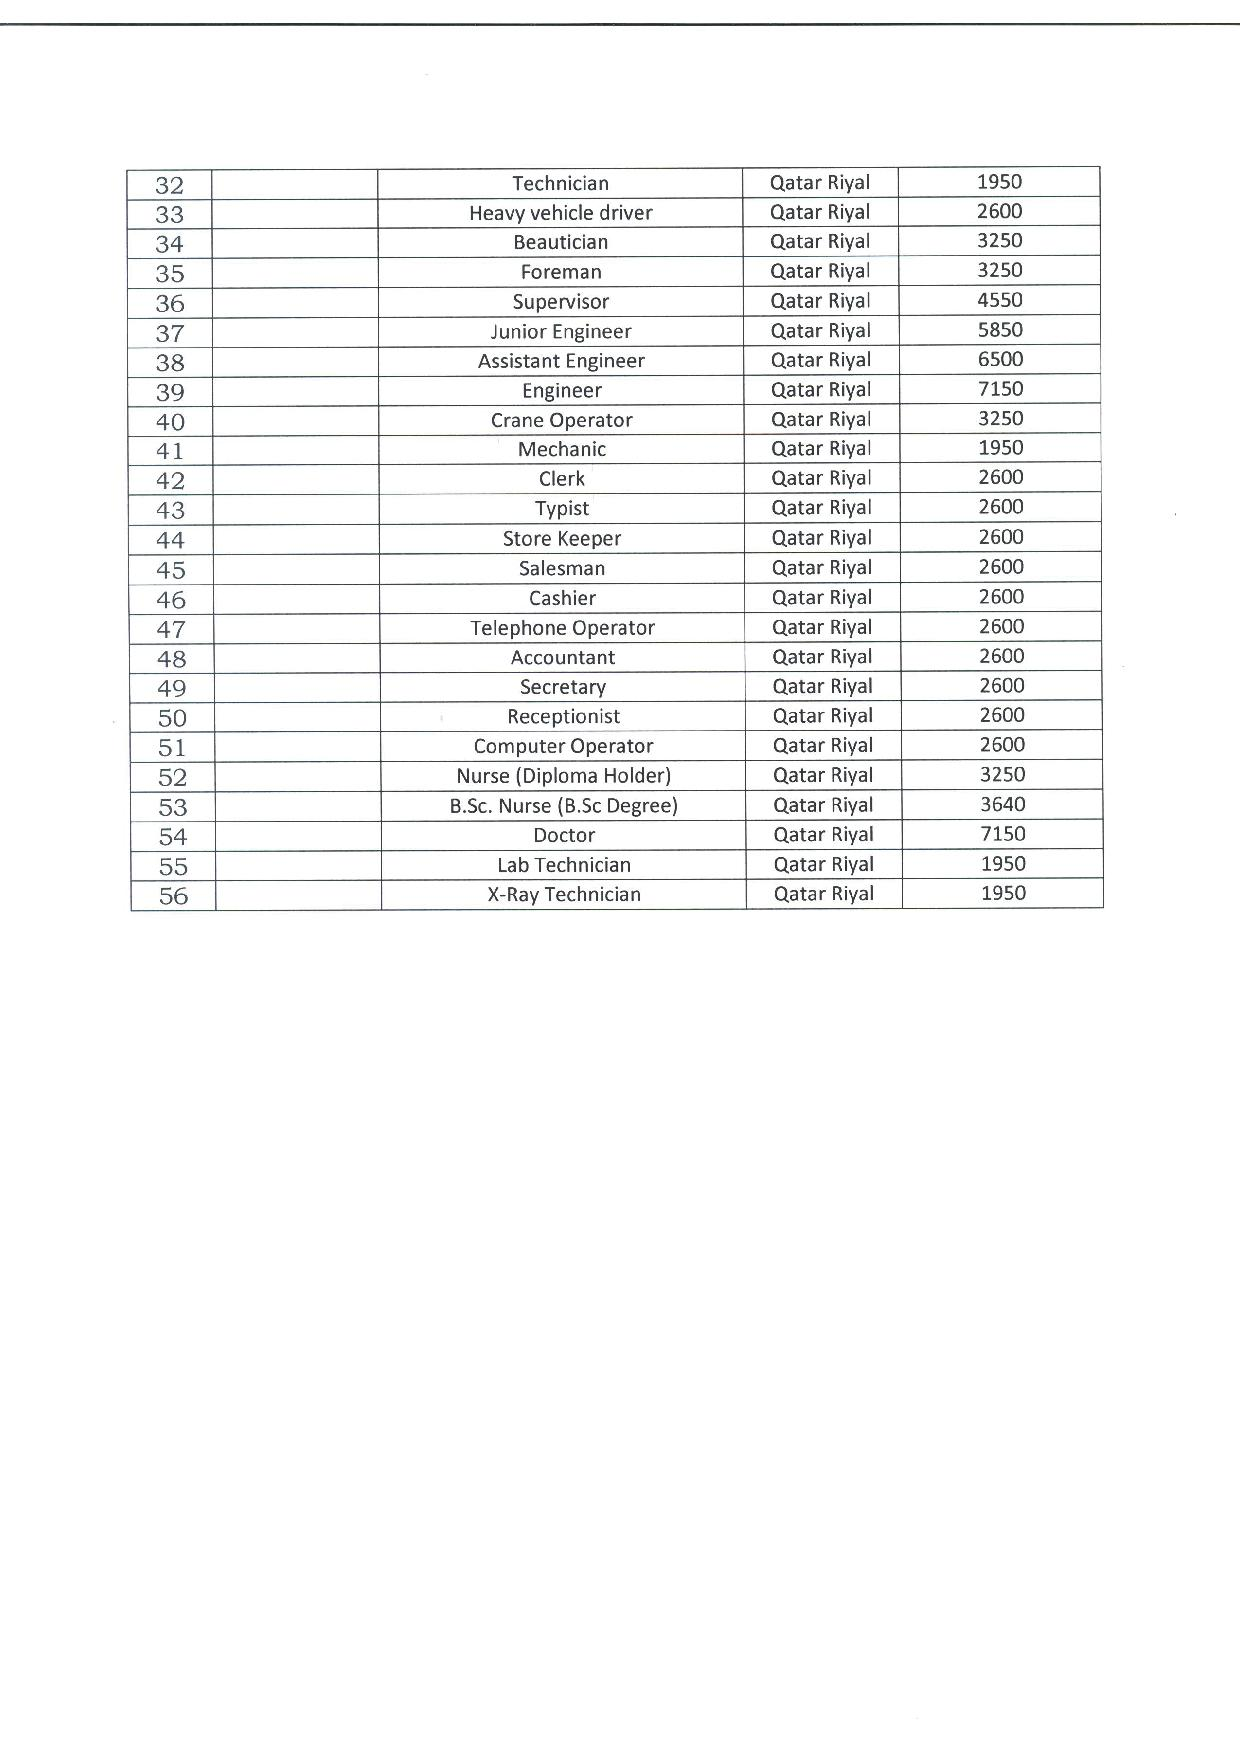 32 Technician Qatar Riyal 1950
33 Heavy vehicle driver Qatar Riyal 2600
34 Beautician Qatar Riyal 3250
35 Foreman Qatar Riyal 3250
36 Supervisor Qatar Riyal 4550
37 Junior Engineer Qatar Riyal 5850
38 Assistant Engineer Qatar Riyal 6500
39 Engineer Qatar Riyal 7150
40 Crane Operator Qatar Riyal 3250
41 Mechanic Qatar Riyal 1950
42 Clerk Qatar Riyal 2600
43 Typist Qatar Riyal 2600
44 Store Keeper Qatar Riyal 2600
45 Salesman Qatar Riyal 2600
46 Cashier Qatar Riyal 2600
47 Telephone Operator Qatar Riyal 2600
48 Accountant Qatar Riyal 2600
49 Secretary Qatar Riyal 2600
50 Receptionist Qatar Riyal 2600
51 Computer Operator Qatar Riyal 2600
52 Nurse (Diploma Holder) Qatar Riyal 3250
53 B.Sc. Nurse (B.Sc Degree) Qatar Riyal 3640
54 Doctor Qatar Riyal 7150
55 Lab Technician Qatar Riyal 1950
56 X-Ray Technician Qatar Riyal 1950